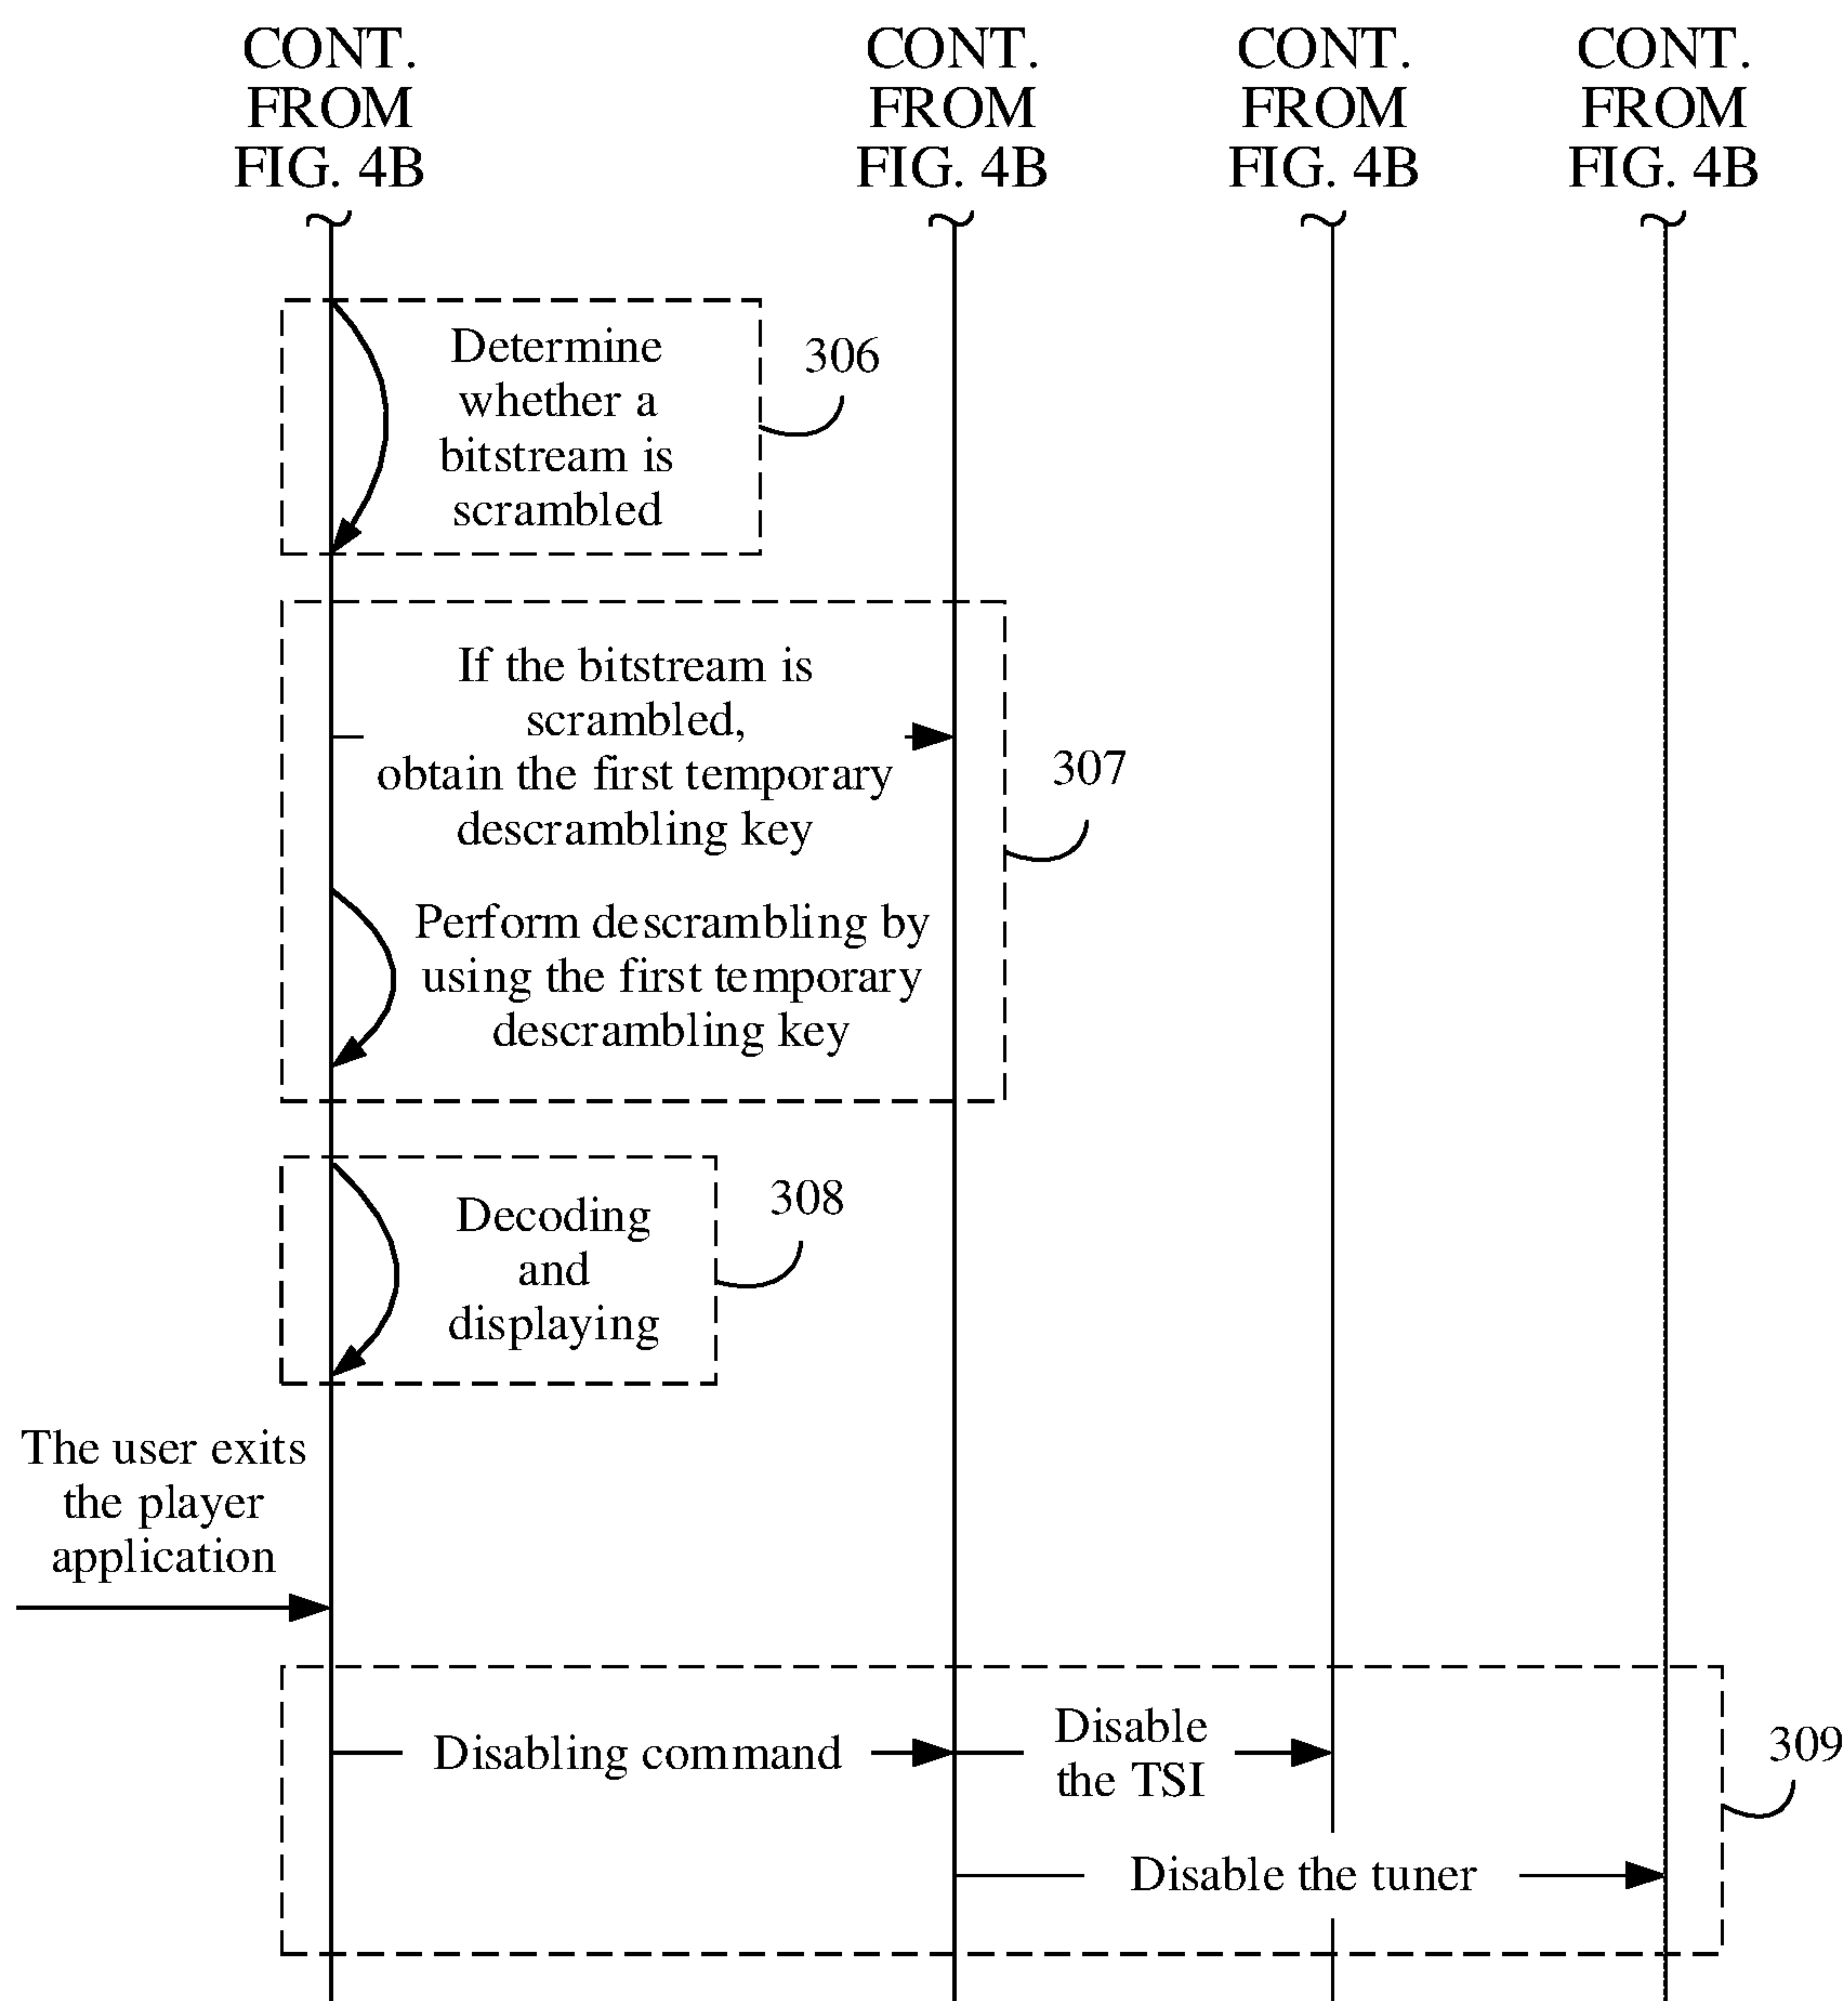 CONT.
FROM
FIG. 4B
CONT.
FROM
FIG. 4B
CONT.
FROM
FIG. 4B
CONT.
FROM
FIG. 4B
Determine
whether a
bitstream is
scrambled
306
If the bitstream is
scrambled,
obtain the first temporary
descrambling key
307
Perform descrambling by
using the first temporary
descrambling key
Decoding
and
displaying
308
The user exits
the player
application
Disabling command
Disable
the TSI
309
Disable the tuner